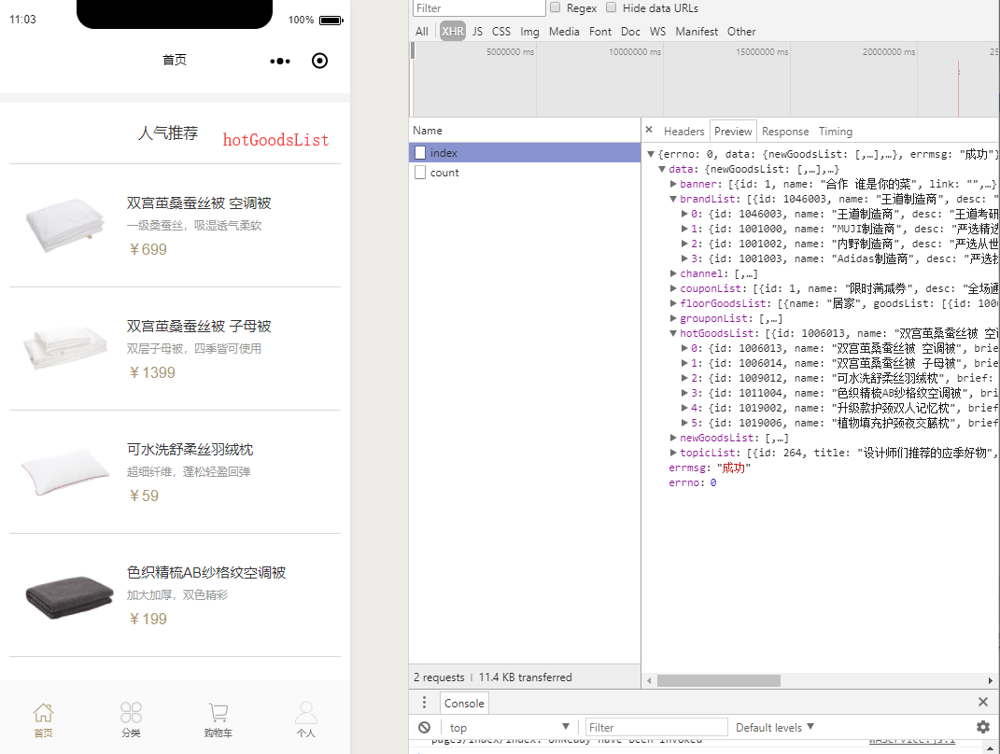 11:03
100%
首页
人气推荐
hotGoodsList
双宫茧桑蚕丝被 空调被
一级桑蚕丝，吸湿透气柔软
￥699
双宫茧桑蚕丝被 子母被
双层子母被，四季皆可使用
￥1399
可水洗舒柔丝羽绒枕
超细纤维，蓬松轻盈回弹
￥59
色织精梳AB纱格纹空调被
加大加厚，双色精彩
￥199
首页
分类
购物车
个人
Filter
Regex
Hide data URLs
All XHR JS CSS Img Media Font Doc WS Manifest Other
5000000 ms 10000000 ms 15000000 ms 20000000 ms 25
Name
index
count
2 requests | 11.4 KB transferred
× Headers Preview Response Timing
▼{errno: 0, data: {newGoodsList: [,…],…}, errmsg: "成功"}
▼data: {newGoodsList: [,…],…}
▶banner: [{id: 1, name: "合作 谁是你的菜", link: "",…}
▼brandList: [{id: 1046003, name: "王道制造商", desc: "
▶0: {id: 1046003, name: "王道制造商", desc: "王道考研
▶1: {id: 1001000, name: "MUJI制造商", desc: "严选精选
▶2: {id: 1001002, name: "内野制造商", desc: "严选从世
▶3: {id: 1001003, name: "Adidas制造商", desc: "严选找
▶channel: [,…]
▶couponList: [{id: 1, name: "限时满减券", desc: "全场通
▶floorGoodsList: [{name: "居家", goodsList: [{id: 100
▶grouponList: [,…]
▼hotGoodsList: [{id: 1006013, name: "双宫茧桑蚕丝被 空
▶0: {id: 1006013, name: "双宫茧桑蚕丝被 空调被", brie
▶1: {id: 1006014, name: "双宫茧桑蚕丝被 子母被", brie
▶2: {id: 1009012, name: "可水洗舒柔丝羽绒枕", brief:
▶3: {id: 1011004, name: "色织精梳AB纱格纹空调被", bri
▶4: {id: 1019002, name: "升级款护颈双人记忆枕", brief
▶5: {id: 1019006, name: "植物填充护颈夜交藤枕", brief
▶newGoodsList: [,…]
▶topicList: [{id: 264, title: "设计师们推荐的应季好物",
errmsg: "成功"
errno: 0
Console
top
Filter
Default levels
pages/index/index: onReady have been invoked
WAService.js:1